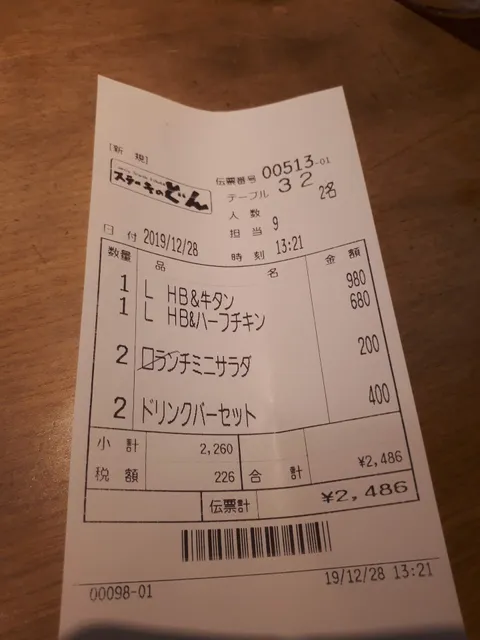 [新 規]
ステーキのどん
伝票番号 00513-01
テーブル 32
人 数 2名
担 当 9
日 付 2019/12/28 時 刻 13:21
数量 品 名 金 額
1 L HB&牛タン 980
1 L HB&ハーフチキン 680
2 ランチミニサラダ 200
2 ドリンクバーセット 400
小 計 2,260
税 額 226 合 計 ¥2,486
伝票計 ¥2,486
00098-01 19/12/28 13:21